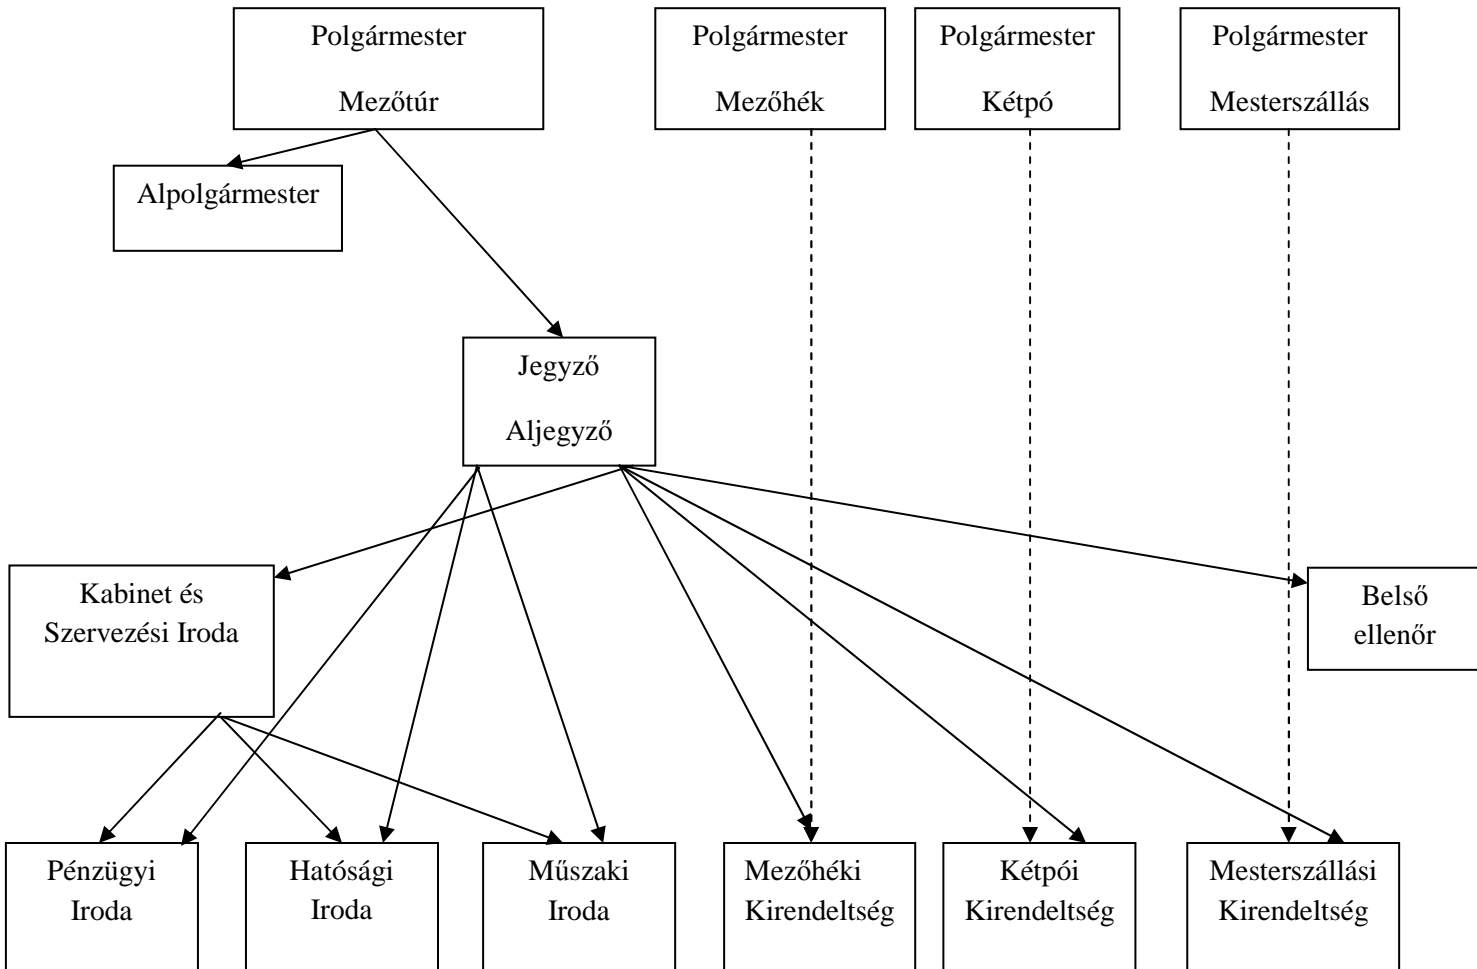 Polgármester
Mezőtúr
Polgármester
Mezőhék
Polgármester
Kétpó
Polgármester
Mesterszállás
Alpolgármester
Jegyző
Aljegyző
Kabinet és
Szervezési Iroda
Belső
ellenőr
Pénzügyi
Iroda
Hatósági
Iroda
Műszaki
Iroda
Mezőhéki
Kirendeltség
Kétpói
Kirendeltség
Mesterszállási
Kirendeltség